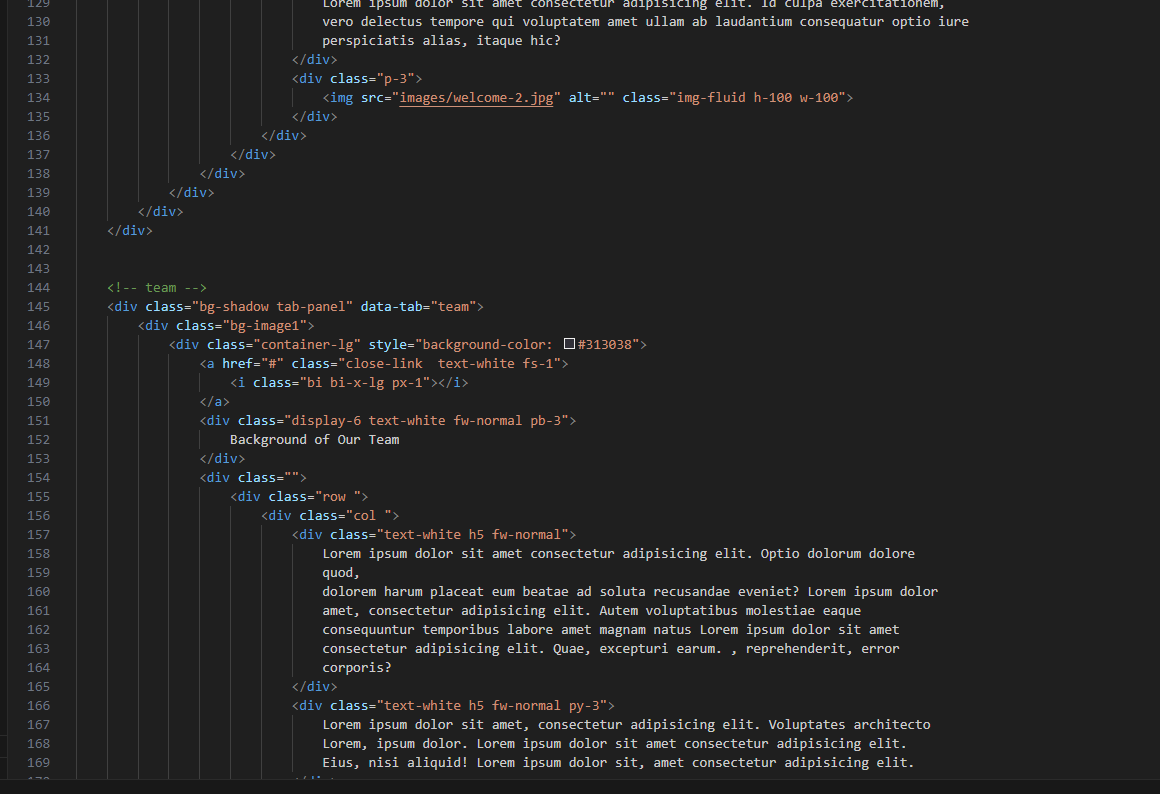 129 Lorem ipsum dolor sit amet consectetur adipisicing elit. Id culpa exercitationem,
130 vero delectus tempore qui voluptatem amet ullam ab laudantium consequatur optio iure
131 perspiciatis alias, itaque hic?
132 </div>
133 <div class="p-3">
134 <img src="images/welcome-2.jpg" alt="" class="img-fluid h-100 w-100">
135 </div>
136 </div>
137 </div>
138 </div>
139 </div>
140 </div>
141 </div>
142
143
144 <!-- team -->
145 <div class="bg-shadow tab-panel" data-tab="team">
146 <div class="bg-image1">
147 <div class="container-lg" style="background-color: #313038">
148 <a href="#" class="close-link  text-white fs-1">
149 <i class="bi bi-x-lg px-1"></i>
150 </a>
151 <div class="display-6 text-white fw-normal pb-3">
152 Background of Our Team
153 </div>
154 <div class="">
155 <div class="row ">
156 <div class="col ">
157 <div class="text-white h5 fw-normal">
158 Lorem ipsum dolor sit amet consectetur adipisicing elit. Optio dolorum dolore
159 quod,
160 dolorem harum placeat eum beatae ad soluta recusandae eveniet? Lorem ipsum dolor
161 amet, consectetur adipisicing elit. Autem voluptatibus molestiae eaque
162 consequuntur temporibus labore amet magnam natus Lorem ipsum dolor sit amet
163 consectetur adipisicing elit. Quae, excepturi earum. , reprehenderit, error
164 corporis?
165 </div>
166 <div class="text-white h5 fw-normal py-3">
167 Lorem ipsum dolor sit amet, consectetur adipisicing elit. Voluptates architecto
168 Lorem, ipsum dolor. Lorem ipsum dolor sit amet consectetur adipisicing elit.
169 Eius, nisi aliquid! Lorem ipsum dolor sit, amet consectetur adipisicing elit.